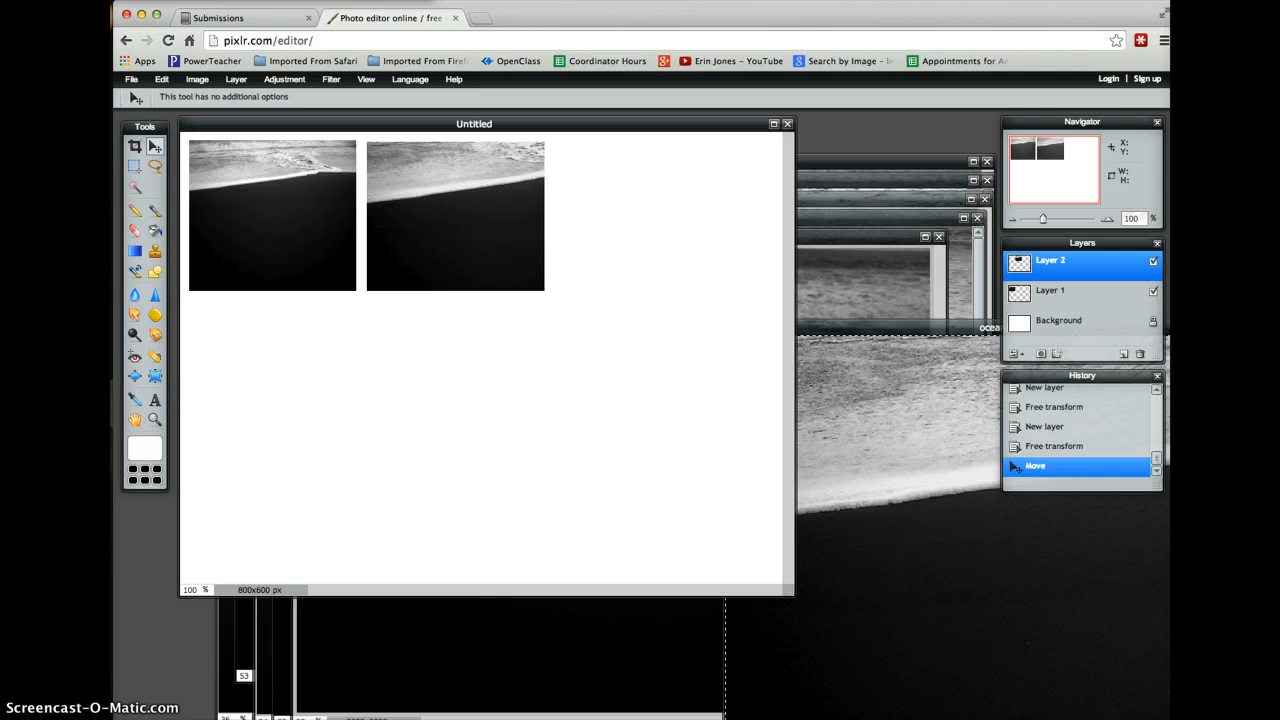 Submissions
Photo editor online / free
pixlr.com/editor/
Apps PowerTeacher Imported From Safari Imported From Firef OpenClass Coordinator Hours Erin Jones - YouTube Search by Image - In Appointments for A
File Edit Image Layer Adjustment Filter View Language Help Login | Sign up
This tool has no additional options
Tools
Untitled
Navigator
X:
Y:
W:
H:
100 %
Layers
Layer 2
Layer 1
Background
ocea
History
New layer
Free transform
New layer
Free transform
Move
100 % 800x600 px
53
Screencast-O-Matic.com